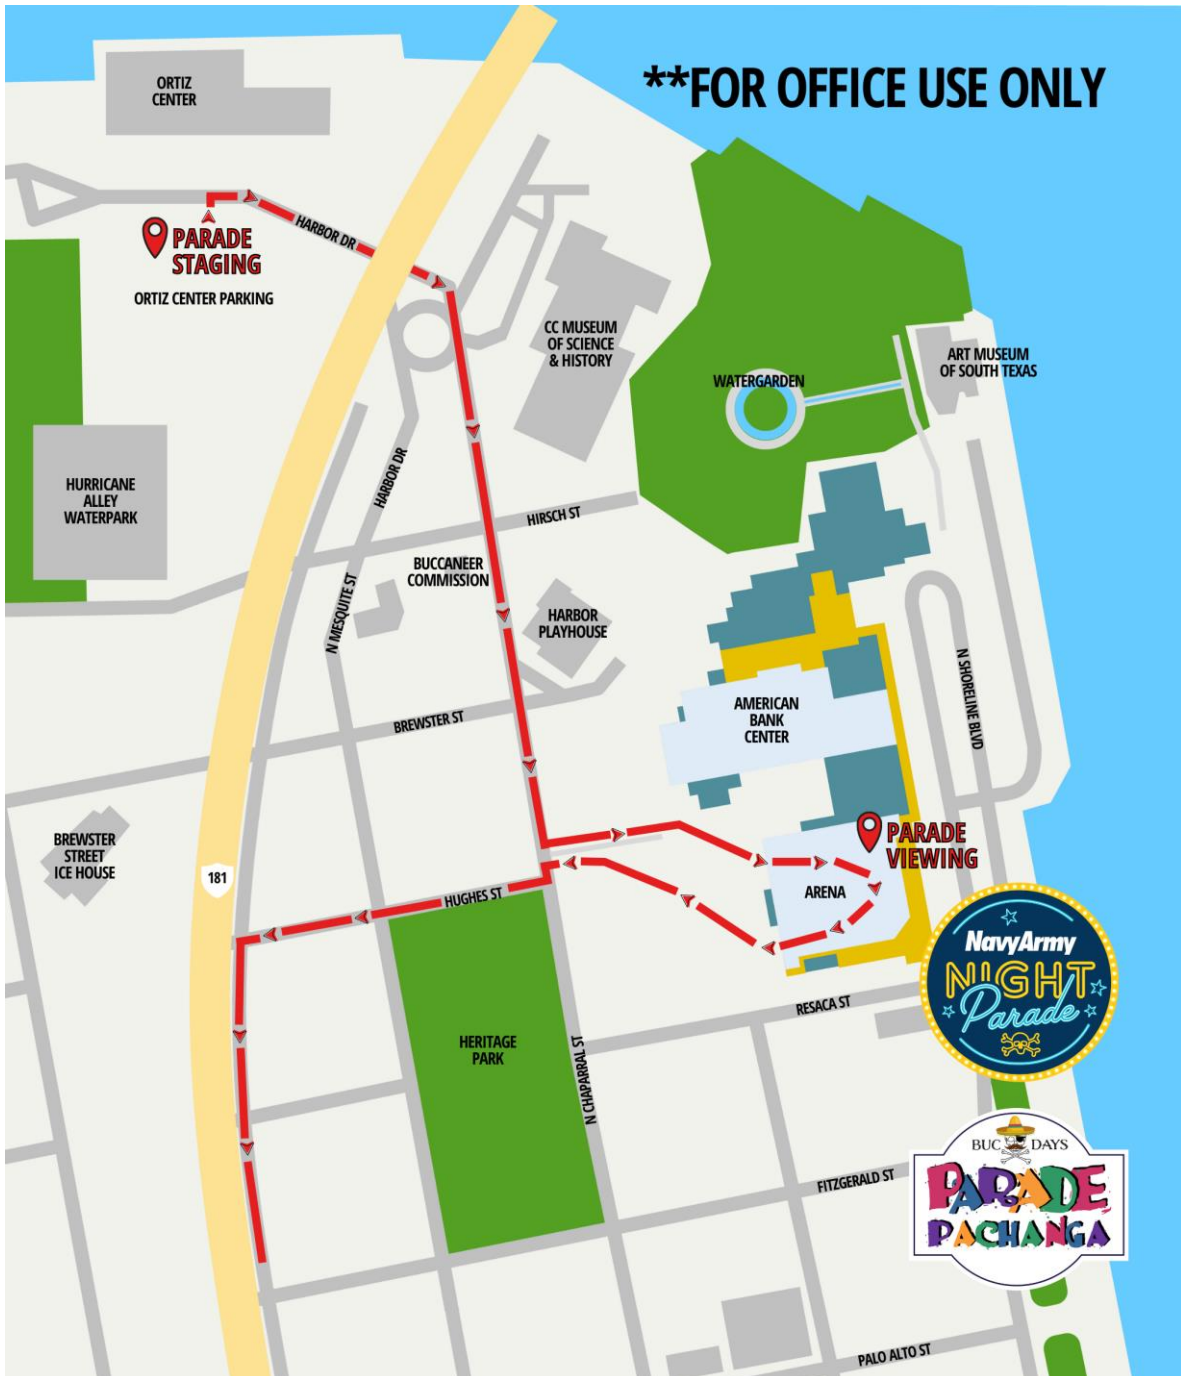 **FOR OFFICE USE ONLY
ORTIZ
CENTER
HARBOR DR
PARADE
STAGING
ORTIZ CENTER PARKING
CC MUSEUM
OF SCIENCE
& HISTORY
WATERGARDEN
ART MUSEUM
OF SOUTH TEXAS
HURRICANE
ALLEY
WATERPARK
HARBOR DR
HIRSCH ST
BUCCANEER
COMMISSION
N MESQUITE ST
HARBOR
PLAYHOUSE
N SHORELINE BLVD
BREWSTER ST
AMERICAN
BANK
CENTER
BREWSTER
STREET
ICE HOUSE
181
PARADE
VIEWING
ARENA
HUGHES ST
NavyArmy
NIGHT
Parade
RESACA ST
HERITAGE
PARK
N CHAPARRAL ST
BUC DAYS
PARADE
PACHANGA
FITZGERALD ST
PALO ALTO ST